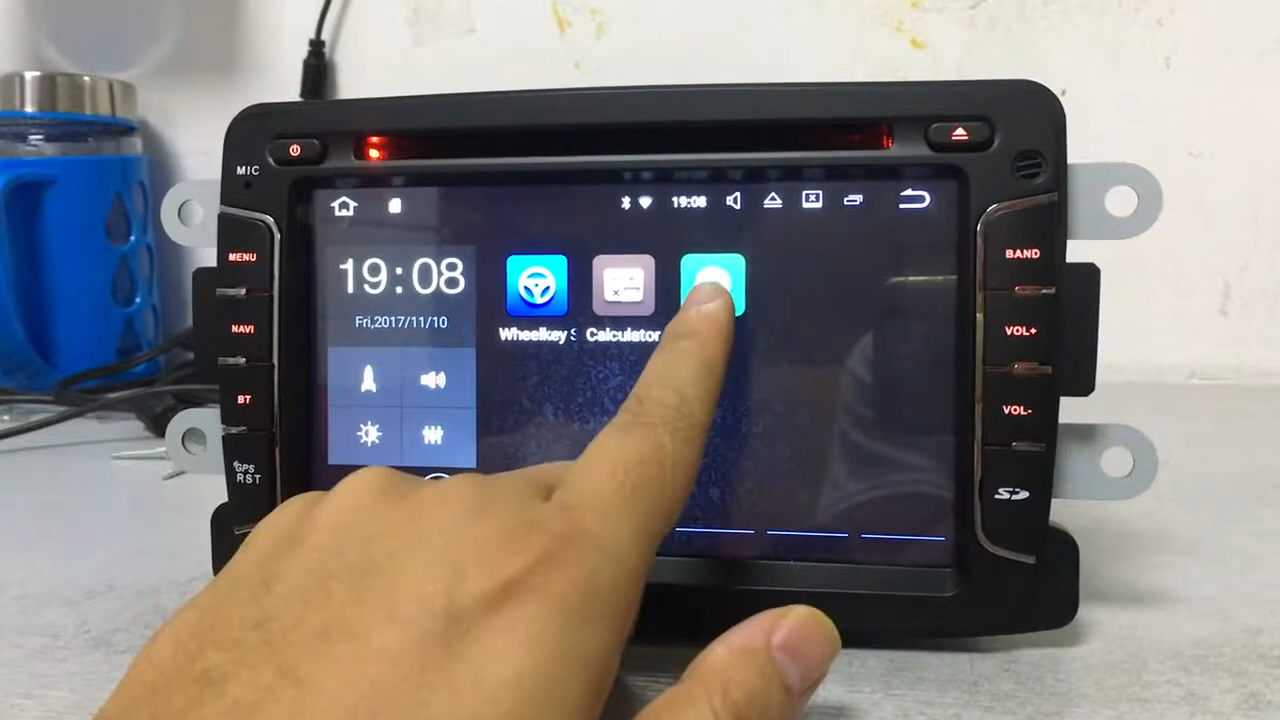 MIC
19:08
MENU
BAND
19:08
Fri,2017/11/10
NAVI
VOL+
Wheelkey S
Calculator
BT
VOL-
GPS
RST
SD